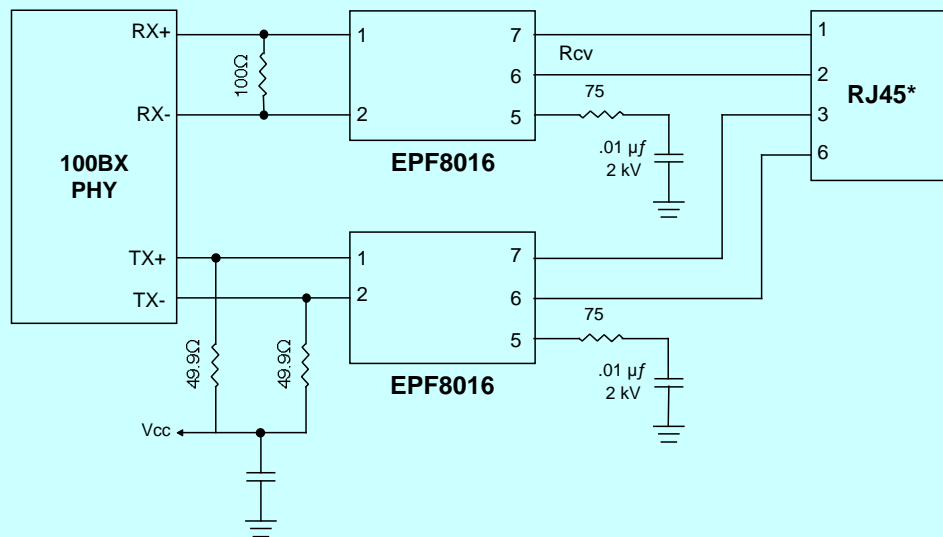 RX+
100Ω
RX-
100BX
PHY
TX+
TX-
1
2
7
6
5
EPF8016
Rcv
75
.01 µƒ
2 kV
1
2
3
6
RJ45*
1
2
7
6
5
EPF8016
75
.01 µƒ
2 kV
49.9Ω
49.9Ω
Vcc